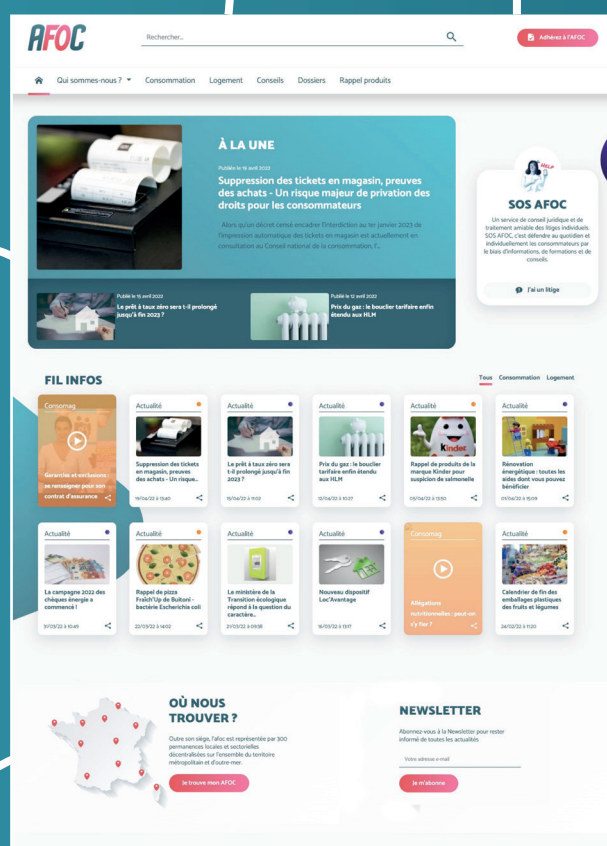 AFOC
Rechercher...
Adhérez à l'AFOC
Qui sommes-nous ?
Consommation
Logement
Conseils
Dossiers
Rappel produits
À LA UNE
Publiée le 19 avril 2022
Suppression des tickets en magasin, preuves
des achats - Un risque majeur de privation des
droits pour les consommateurs
Alors qu'un décret censé encadrer l'interdiction au 1er janvier 2023 de
l'impression automatique des tickets en magasin est actuellement en
consultation au Conseil national de la consommation, l'...
Publié le 15 avril 2022
Le prêt à taux zéro sera t-il prolongé
jusqu'à fin 2023 ?
Publié le 12 avril 2022
Prix du gaz : le bouclier tarifaire enfin
étendu aux HLM
HELP
SOS AFOC
Un service de conseil juridique et de
traitement amiable des litiges individuels.
SOS AFOC, c'est défendre au quotidien et
individuellement les consommateurs par
le biais d'informations, de formations et de
conseils.
J'ai un litige
FIL INFOS
Tous
Consommation
Logement
Consomag
Garanties et exclusions :
se renseigner pour son
contrat d'assurance
Actualité
Suppression des tickets
en magasin, preuves
des achats - Un risque...
19/04/22 à 13:40
Actualité
Le prêt à taux zéro sera
t-il prolongé jusqu'à fin
2023 ?
15/04/22 à 11:02
Actualité
Prix du gaz : le bouclier
tarifaire enfin étendu
aux HLM
12/04/22 à 10:27
Actualité
Kinder
Rappel de produits de la
marque Kinder pour
suspicion de salmonelle
05/04/22 à 13:50
Actualité
Rénovation
énergétique : toutes les
aides dont vous pouvez
bénéficier
01/04/22 à 15:09
Actualité
La campagne 2022 des
chèques énergie a
commencé !
31/03/22 à 10:49
Actualité
Rappel de pizza
Fraîch'Up de Buitoni -
bactérie Escherichia coli
22/03/22 à 14:02
Actualité
Le ministère de la
Transition écologique
répond à la question du
caractère...
21/03/22 à 09:38
Actualité
Nouveau dispositif
Loc'Avantage
16/03/22 à 13:17
Consomag
Allégations
nutritionnelles : peut-on
s'y fier ?
Actualité
Calendrier de fin des
emballages plastiques
des fruits et légumes
24/02/22 à 11:20
OÙ NOUS
TROUVER ?
Outre son siège, l'afoc est représentée par 300
permanences locales et sectorielles
décentralisées sur l'ensemble du territoire
métropolitain et d'outre-mer.
Je trouve mon AFOC
NEWSLETTER
Abonnez-vous à la Newsletter pour rester
informé de toutes les actualités
Votre adresse e-mail
Je m'abonne